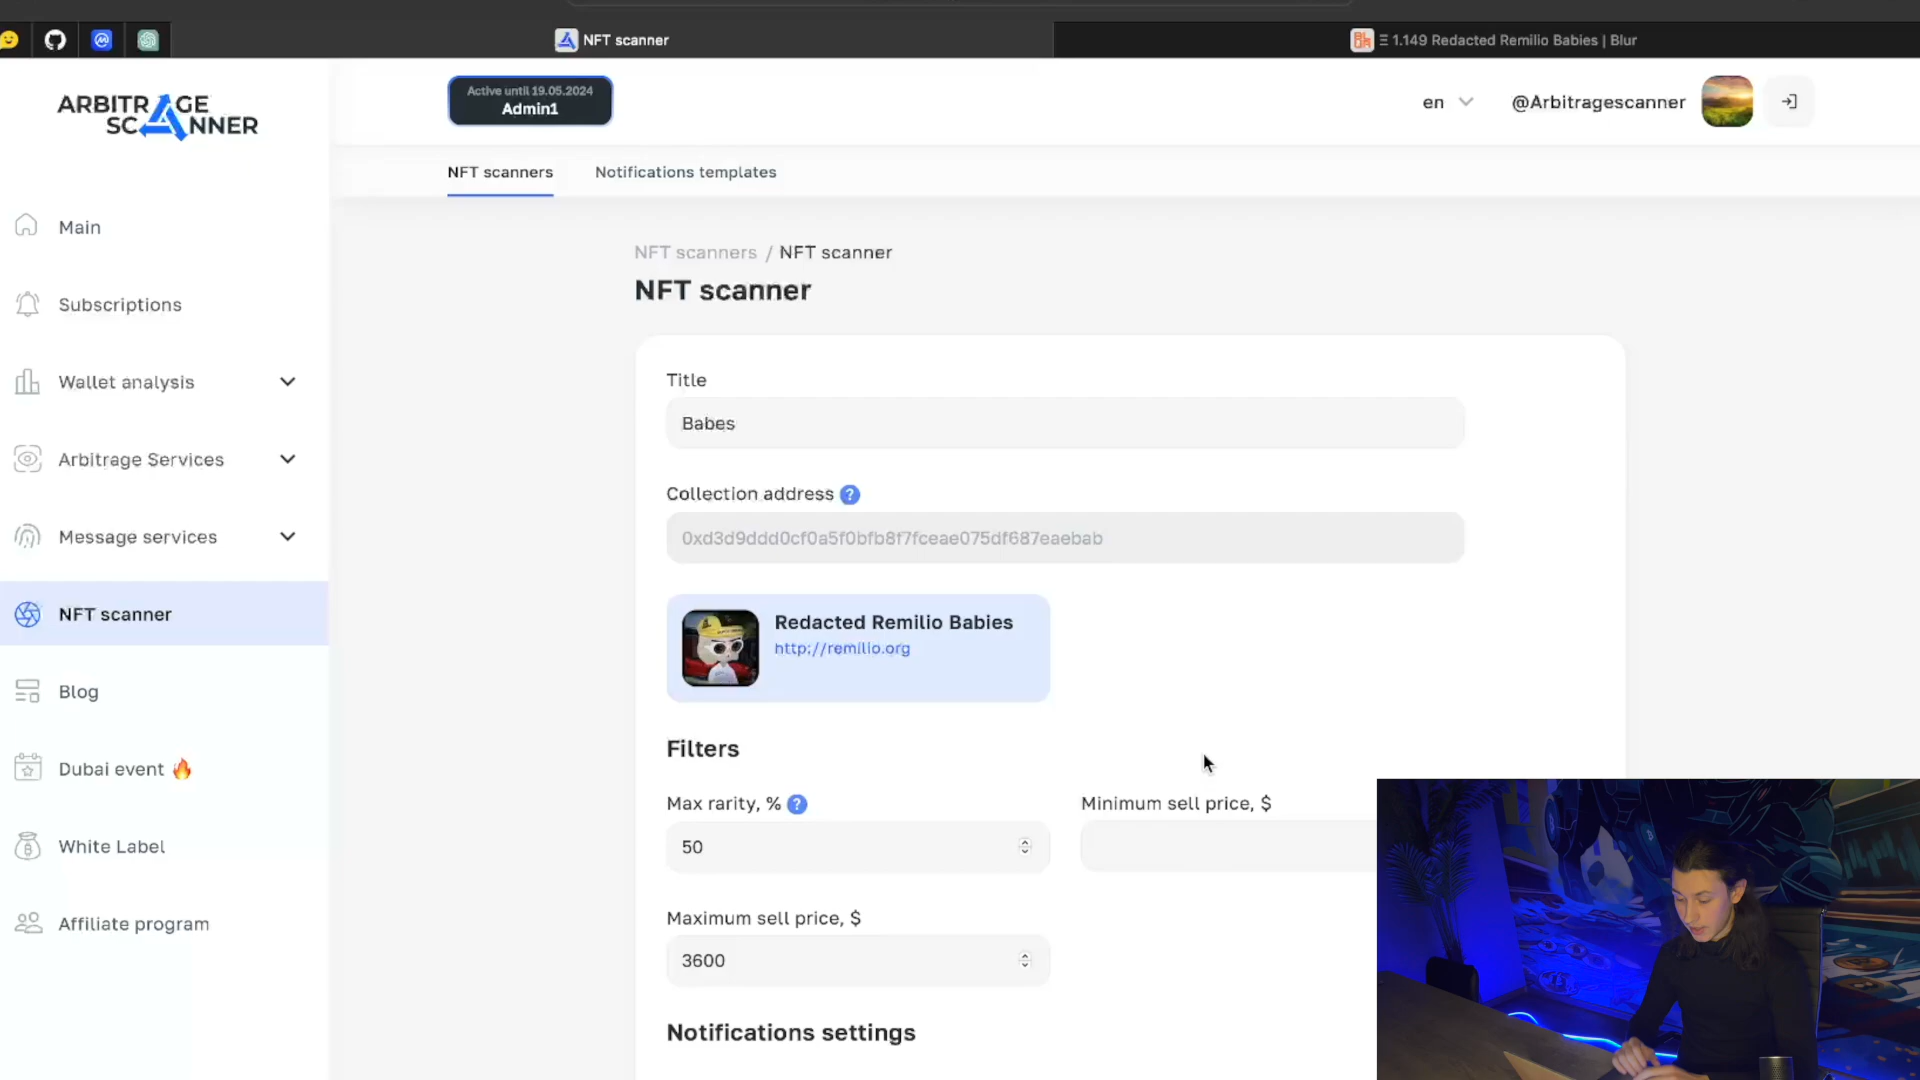 NFT scanner
Ξ 1.149 Redacted Remilio Babies | Blur
ARBITRAGE
SCANNER
Active until 19.05.2024
Admin1
en
@Arbitragescanner
NFT scanners
Notifications templates
Main
Subscriptions
Wallet analysis
Arbitrage Services
Message services
NFT scanner
Blog
Dubai event 🔥
White Label
Affiliate program
NFT scanners / NFT scanner
NFT scanner
Title
Babes
Collection address ?
0xd3d9ddd0cf0a5f0bfb8f7fceae075df687eaebab
Redacted Remilio Babies
http://remilio.org
Filters
Max rarity, % ?
50
Minimum sell price, $
Maximum sell price, $
3600
Notifications settings